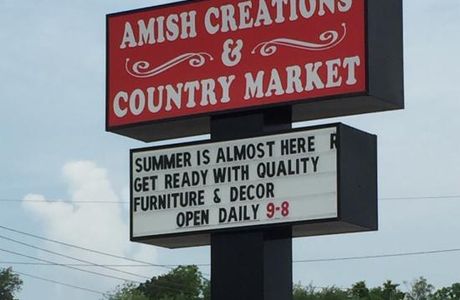 AMISH CREATIONS
&
COUNTRY MARKET
SUMMER IS ALMOST HERE R
GET READY WITH QUALITY
FURNITURE & DECOR
OPEN DAILY 9-8